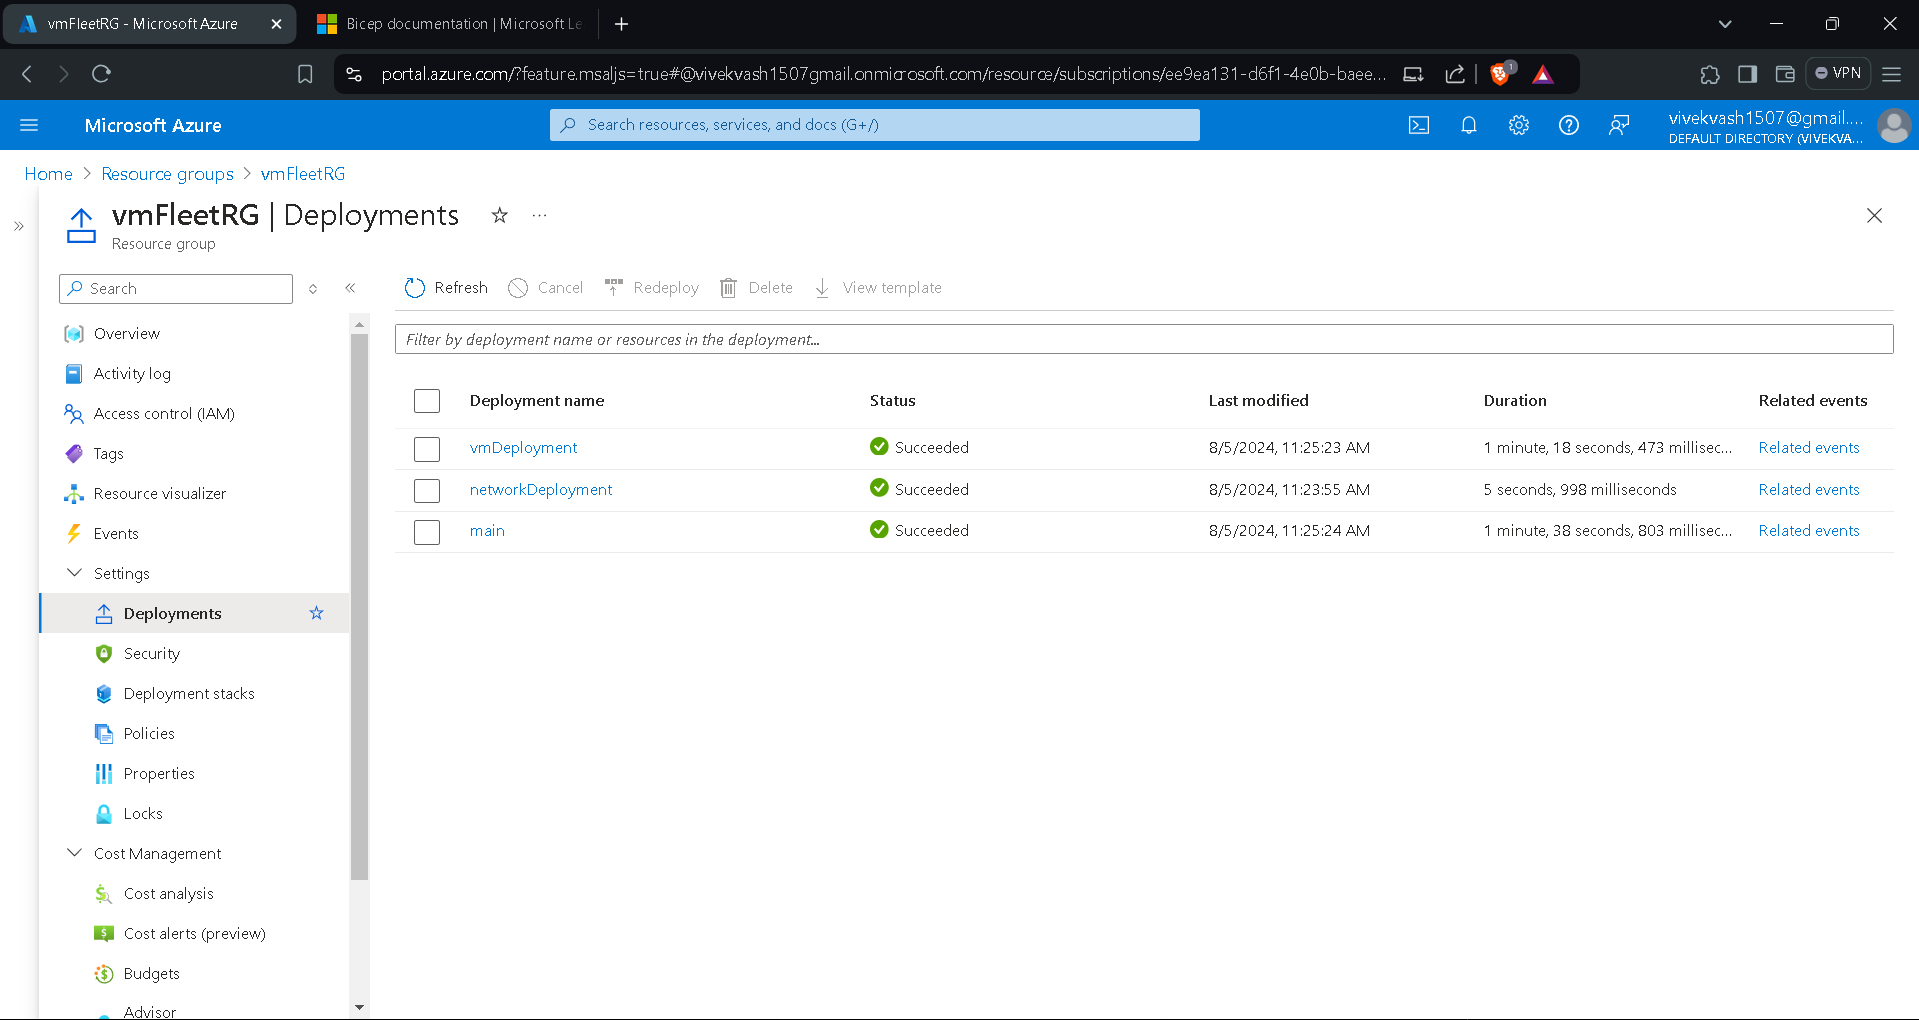 vmFleetRG - Microsoft Azure
Bicep documentation | Microsoft Le
portal.azure.com/?feature.msaljs=true#@vivekvash1507gmail.onmicrosoft.com/resource/subscriptions/ee9ea131-d6f1-4e0b-baee...
1
VPN
Microsoft Azure
Search resources, services, and docs (G+/)
vivekvash1507@gmail....
DEFAULT DIRECTORY (VIVEKVA...
Home > Resource groups > vmFleetRG
vmFleetRG | Deployments
Resource group
Search
Refresh
Cancel
Redeploy
Delete
View template
Filter by deployment name or resources in the deployment...
Overview
Activity log
Access control (IAM)
Tags
Resource visualizer
Events
Settings
Deployments
Security
Deployment stacks
Policies
Properties
Locks
Cost Management
Cost analysis
Cost alerts (preview)
Budgets
Advisor
Deployment name Status Last modified Duration Related events
vmDeployment Succeeded 8/5/2024, 11:25:23 AM 1 minute, 18 seconds, 473 millisec... Related events
networkDeployment Succeeded 8/5/2024, 11:23:55 AM 5 seconds, 998 milliseconds Related events
main Succeeded 8/5/2024, 11:25:24 AM 1 minute, 38 seconds, 803 millisec... Related events